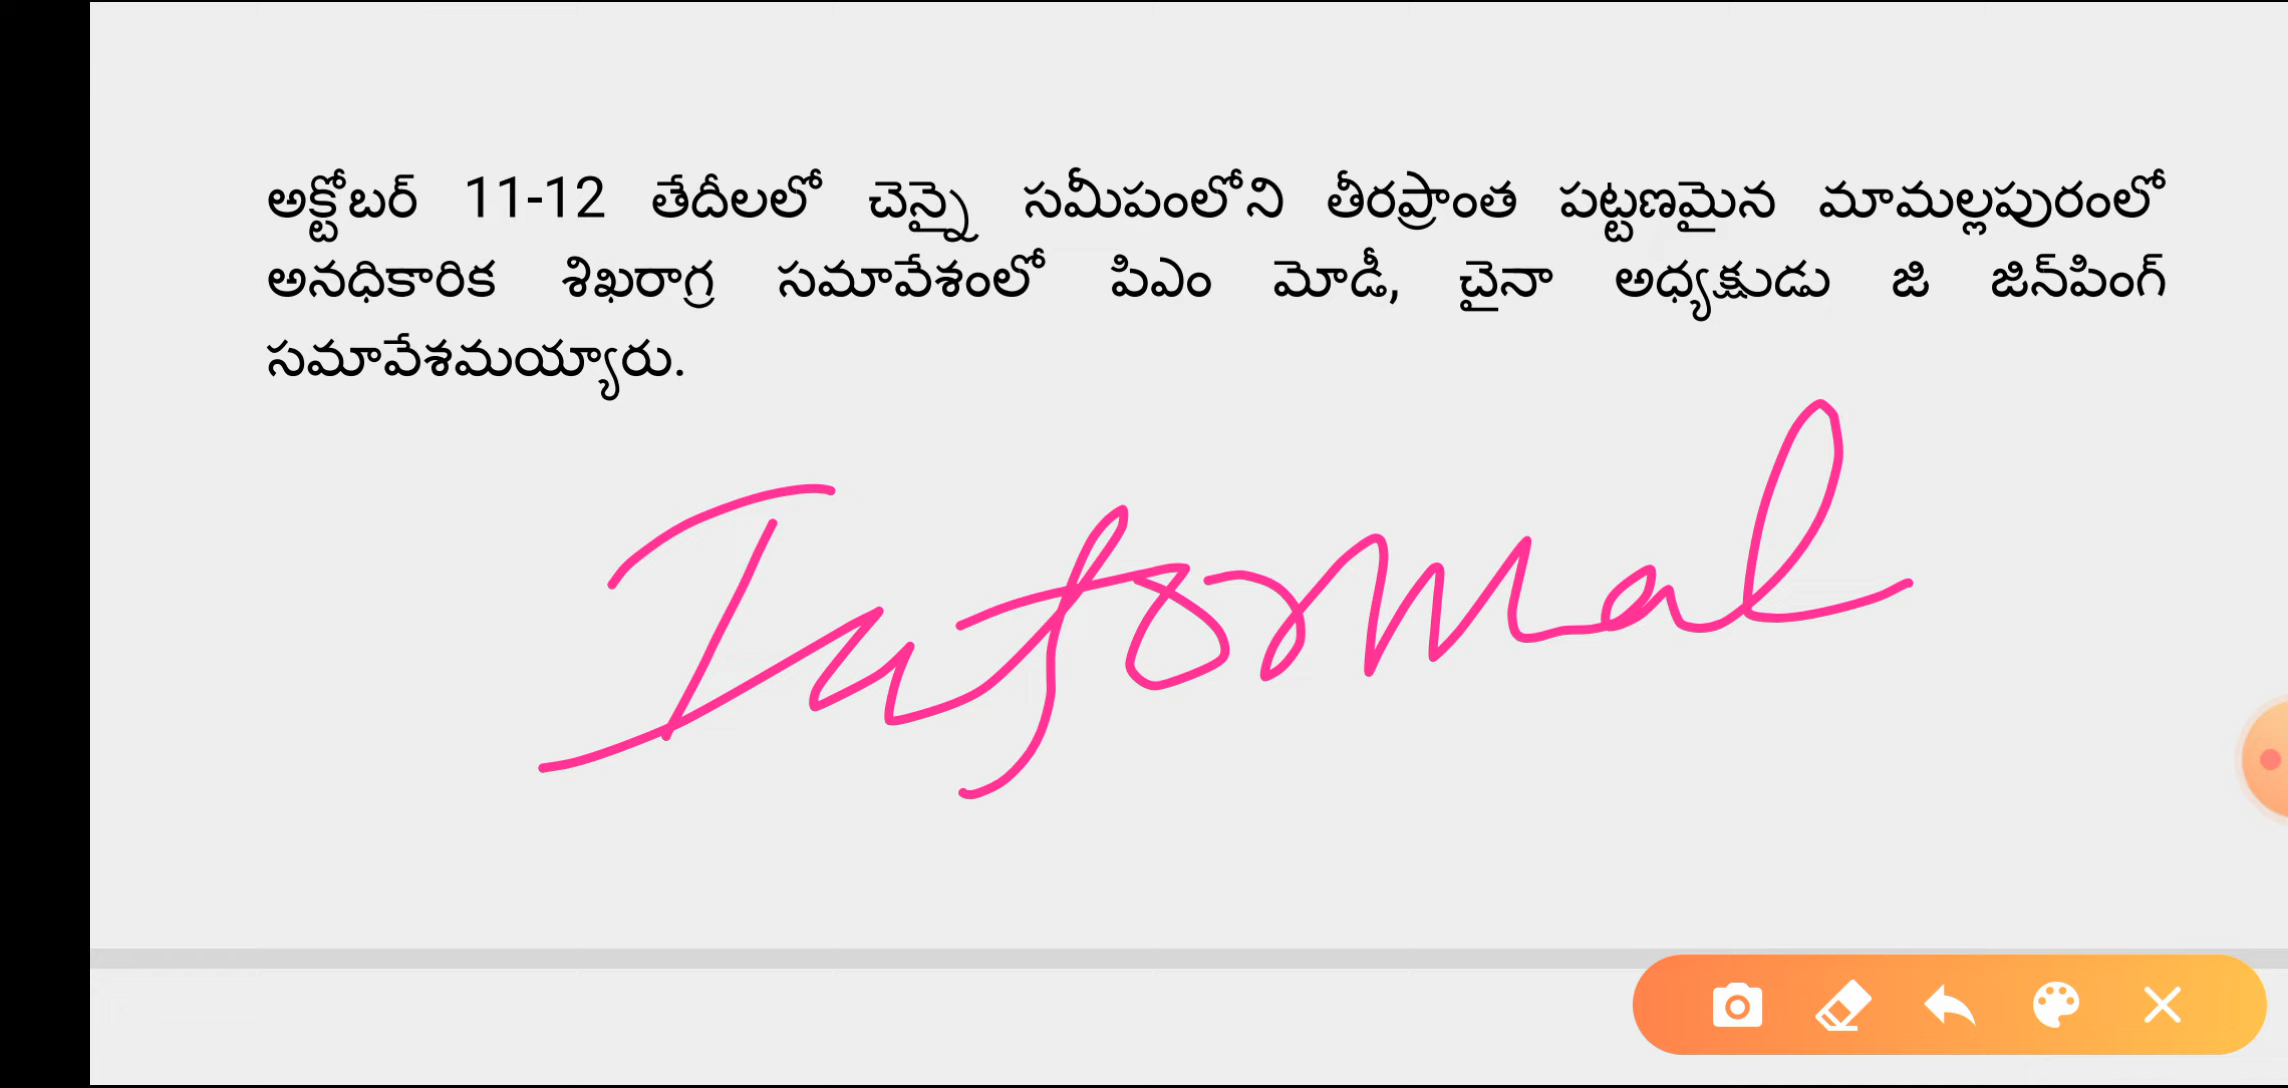 అక్టోబర్ 11-12 తేదీలలో చెన్నై సమీపంలోని తీరప్రాంత పట్టణమైన మామల్లపురంలో
అనధికారిక శిఖరాగ్ర సమావేశంలో పిఎం మోడీ, చైనా అధ్యక్షుడు జి జిన్‌పింగ్
సమావేశమయ్యారు.
Informal